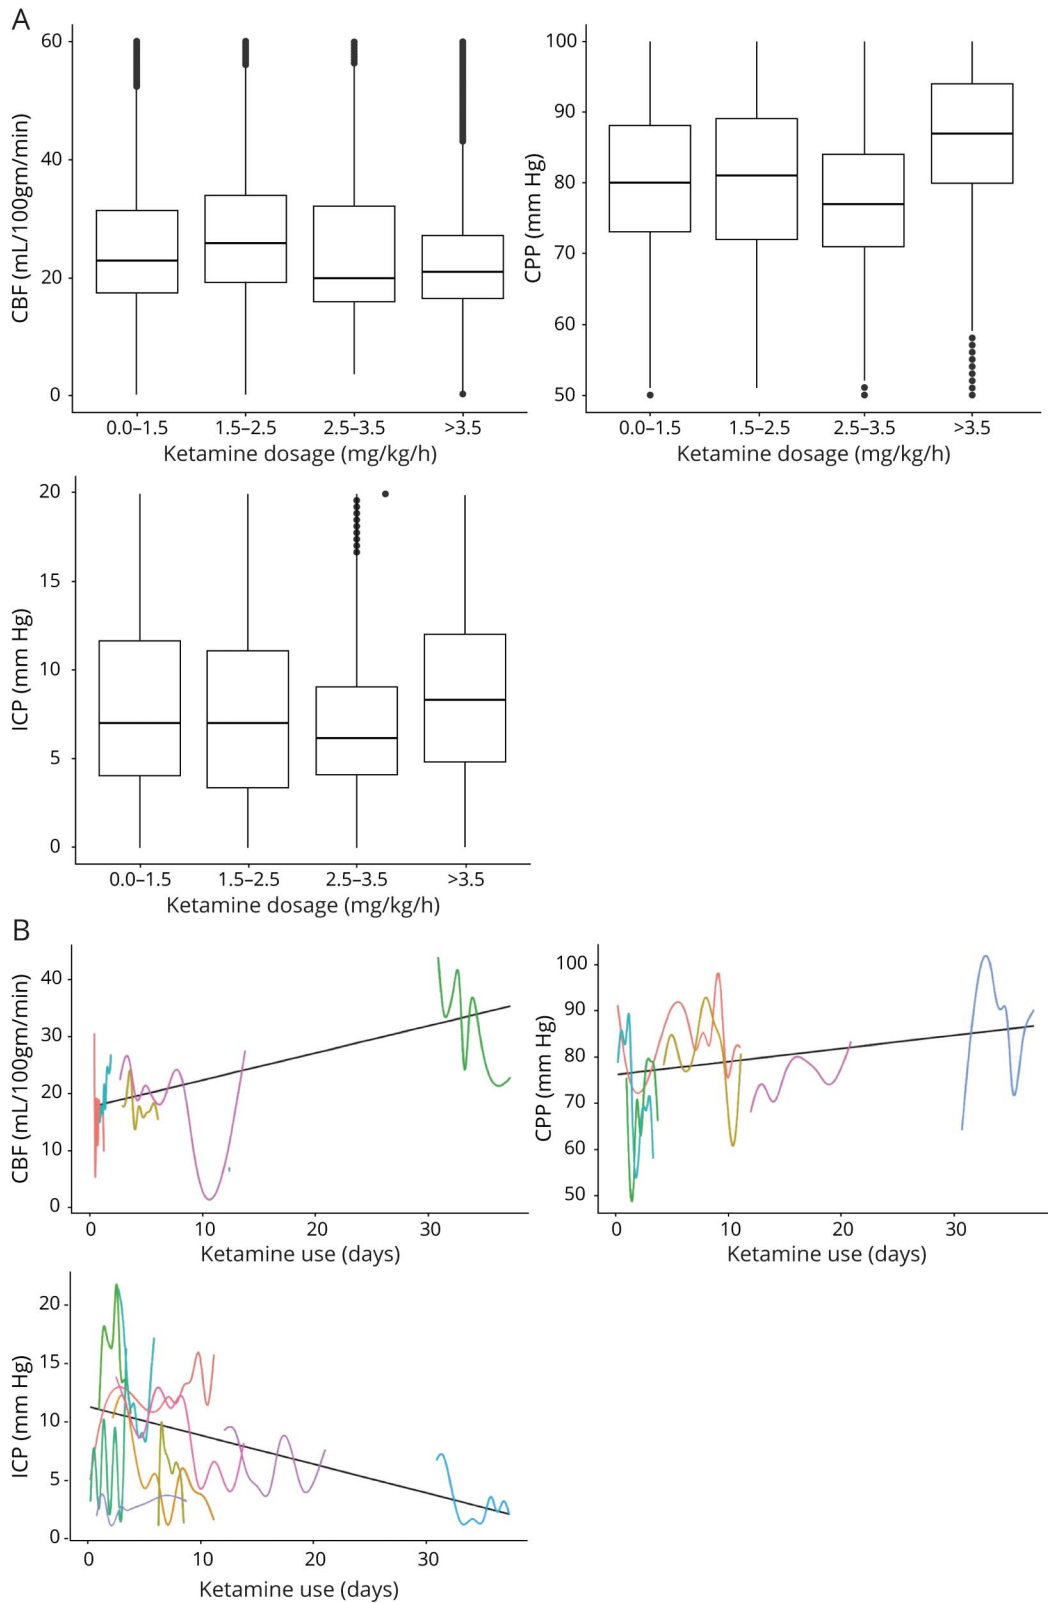 A
CBF (mL/100gm/min)
60
40
20
0
0.0–1.5 1.5–2.5 2.5–3.5 >3.5
Ketamine dosage (mg/kg/h)
CPP (mm Hg)
100
90
80
70
60
50
0.0–1.5 1.5–2.5 2.5–3.5 >3.5
Ketamine dosage (mg/kg/h)
ICP (mm Hg)
20
15
10
5
0
0.0–1.5 1.5–2.5 2.5–3.5 >3.5
Ketamine dosage (mg/kg/h)
B
CBF (mL/100gm/min)
40
30
20
10
0
0 10 20 30
Ketamine use (days)
CPP (mm Hg)
100
90
80
70
60
50
0 10 20 30
Ketamine use (days)
ICP (mm Hg)
20
15
10
5
0
0 10 20 30
Ketamine use (days)